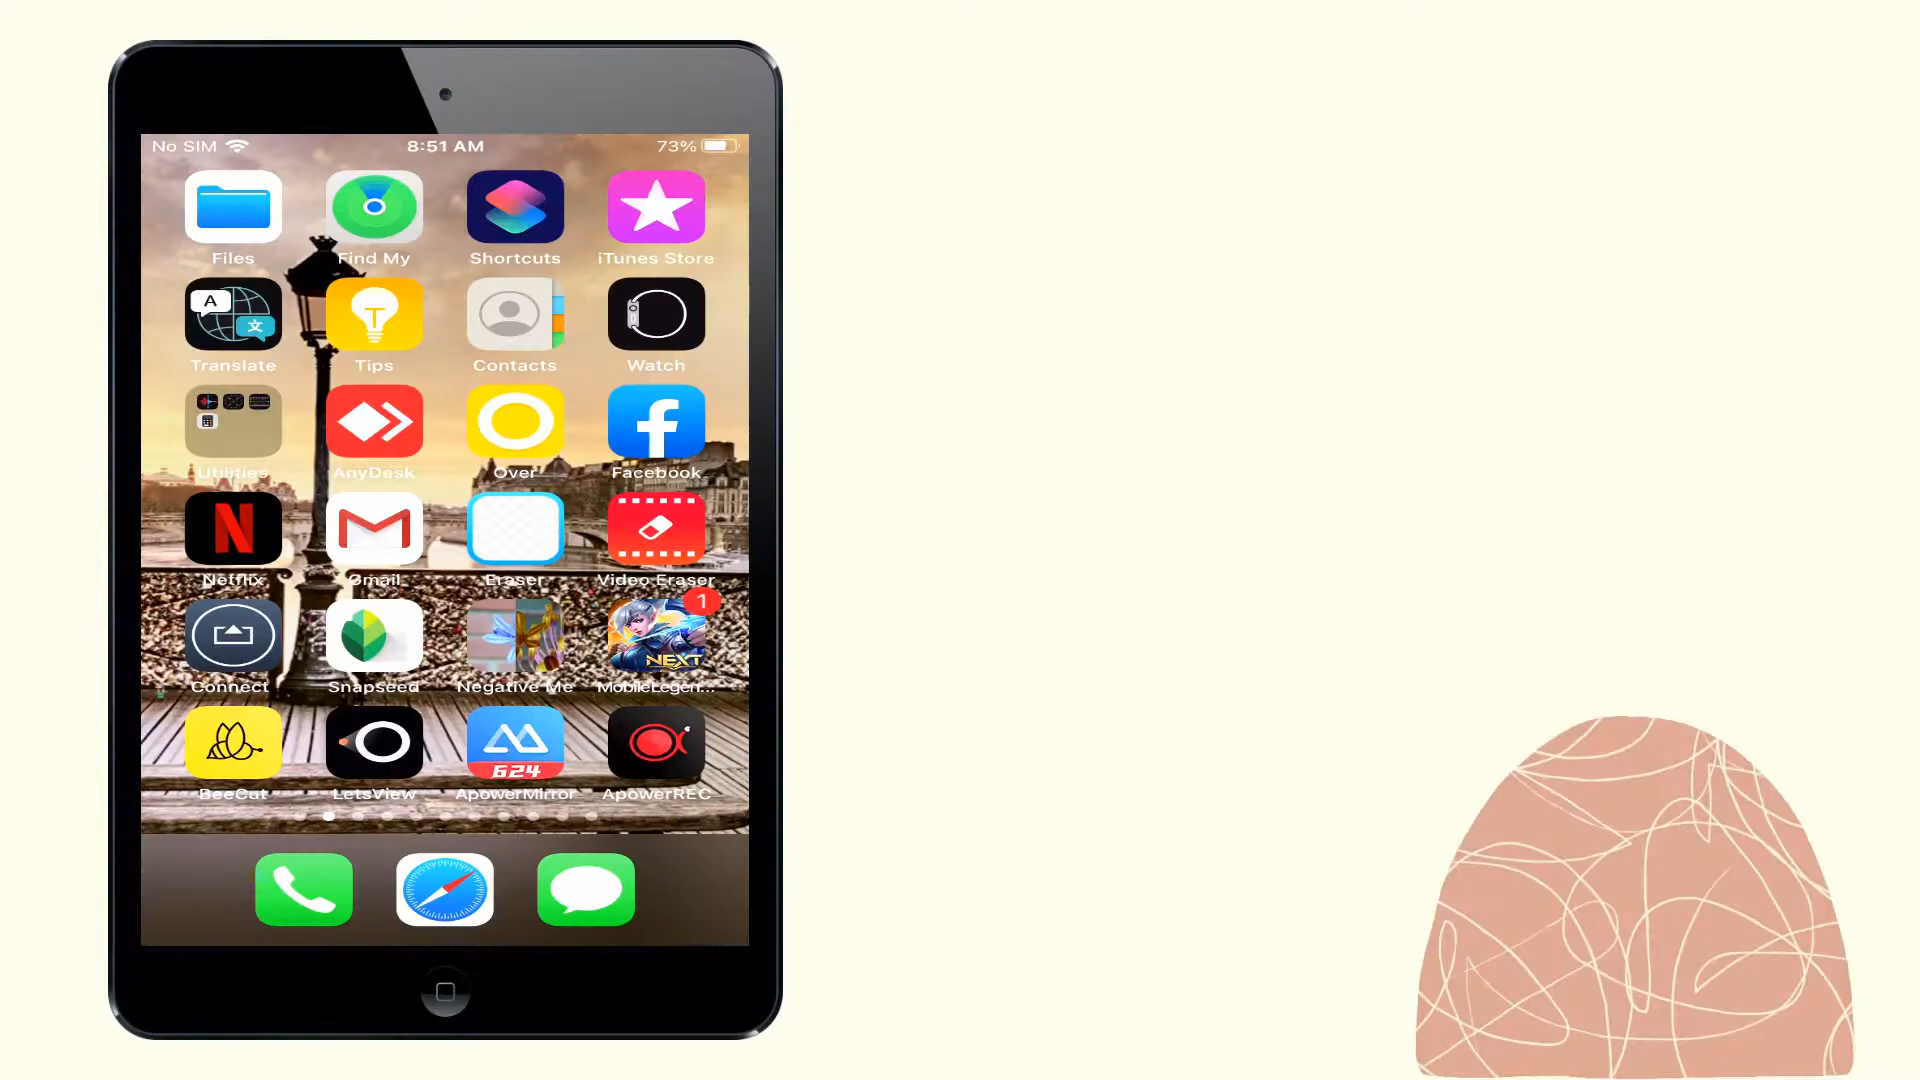 No SIM 8:51 AM 73%
Files Find My Shortcuts iTunes Store
A 文
Translate Tips Contacts Watch
Utilities AnyDesk Over Facebook
Netflix Gmail Eraser Video Eraser
1
NEXT
Connect Snapseed Negative Me MobileLegen...
624
BeeCut LetsView ApowerMirror ApowerREC